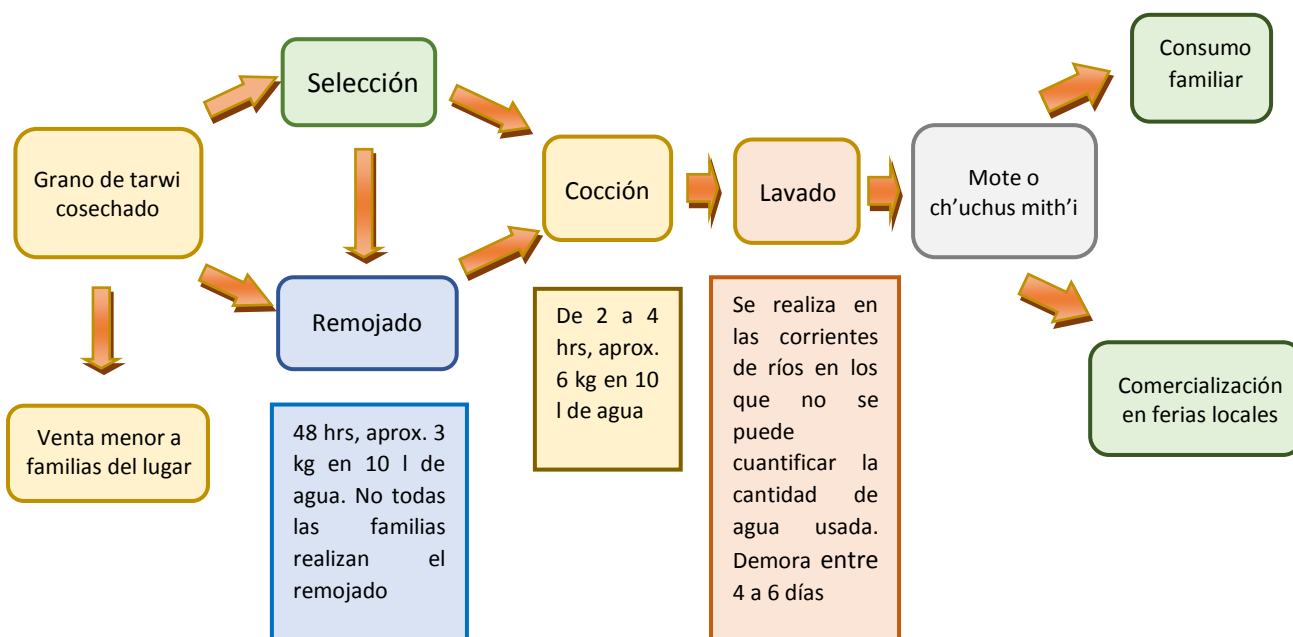 Selección
Consumo
familiar
Grano de tarwi
cosechado
Cocción
Lavado
Mote o
ch’uchus mith’i
Remojado
Venta menor a
familias del lugar
48 hrs, aprox. 3
kg en 10 l de
agua. No todas
las familias
realizan el
remojado
De 2 a 4
hrs, aprox.
6 kg en 10
l de agua
Se realiza en
las corrientes
de ríos en los
que no se
puede
cuantificar la
cantidad de
agua usada.
Demora entre
4 a 6 días
Comercialización
en ferias locales